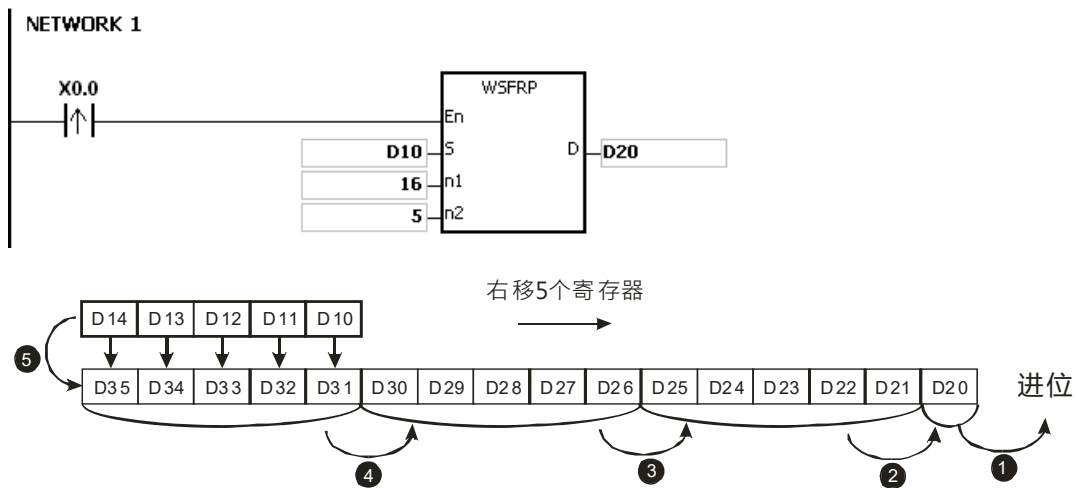 NETWORK 1
X0.0
WSFRP
En
D10 S D D20
16 n1
5 n2
右移5个寄存器
D14 D13 D12 D11 D10
5
D35 D34 D33 D32 D31 D30 D29 D28 D27 D26 D25 D24 D23 D22 D21 D20 进位
4 3 2 1